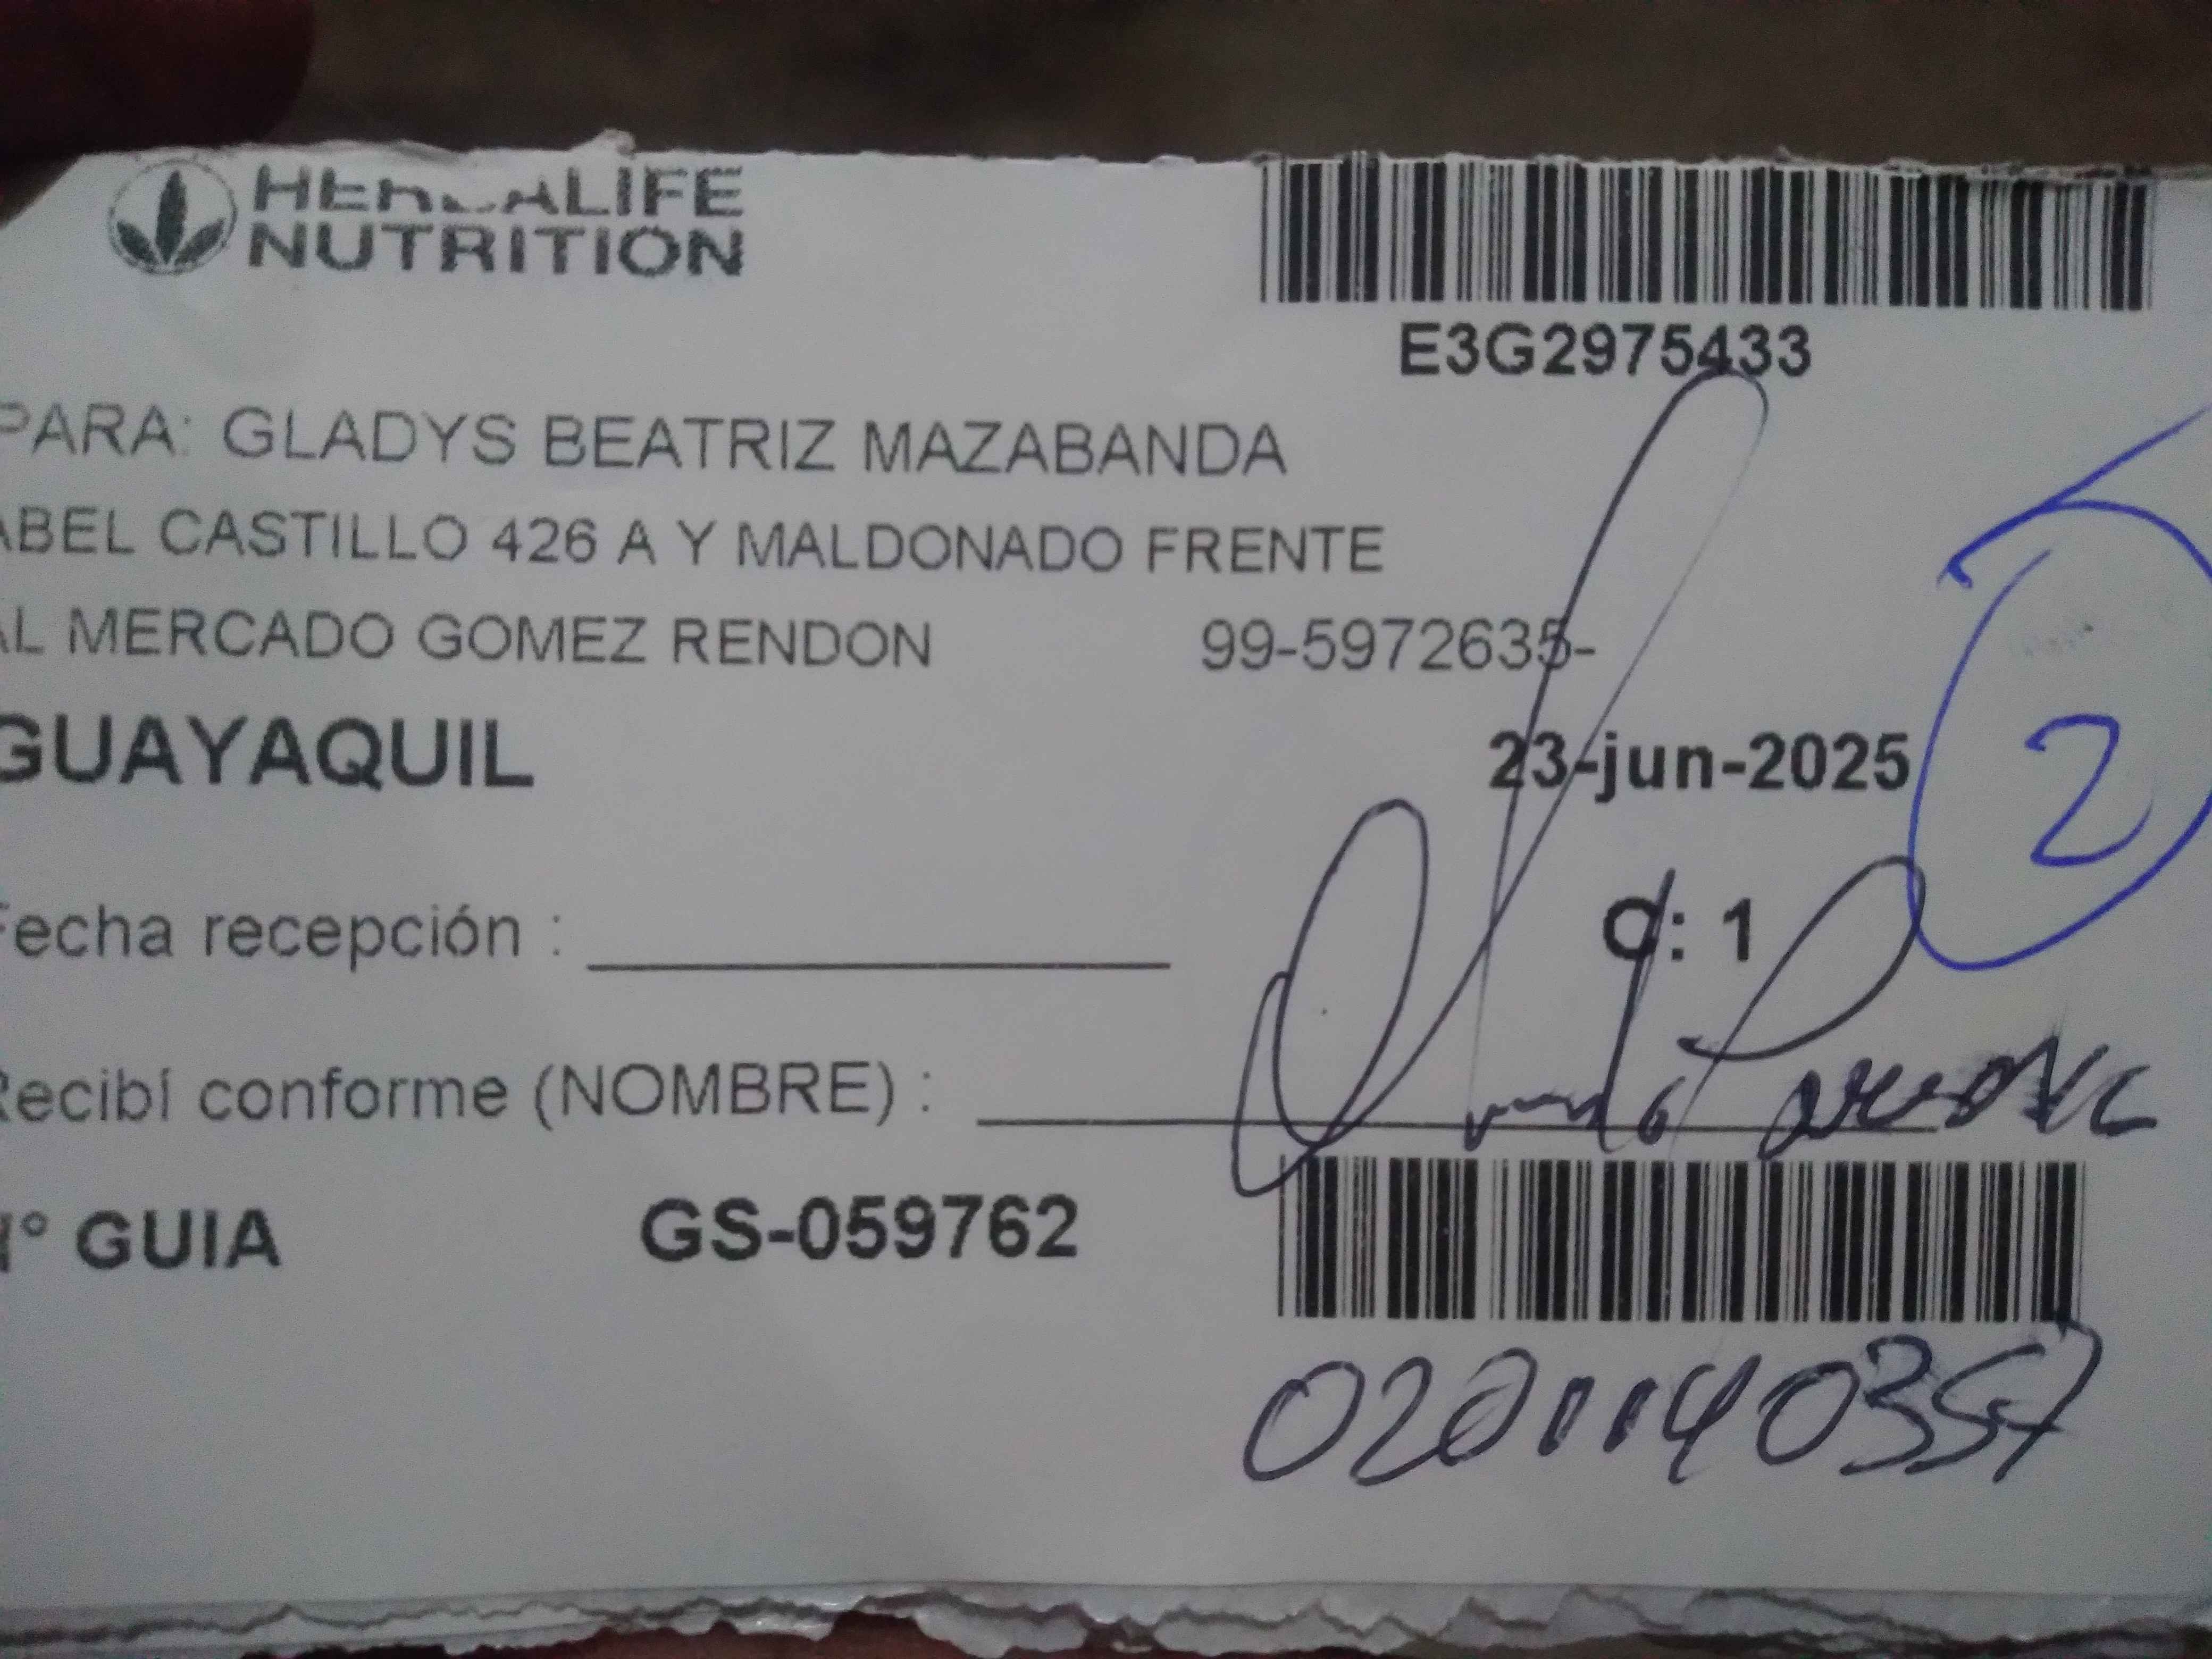 HERBALIFE
NUTRITION
E3G2975433
PARA: GLADYS BEATRIZ MAZABANDA
ABEL CASTILLO 426 A Y MALDONADO FRENTE
AL MERCADO GOMEZ RENDON 99-5972635-
GUAYAQUIL
23-jun-2025
2
Fecha recepción :
C: 1
Recibí conforme (NOMBRE) :
N° GUIA GS-059762
0201140357